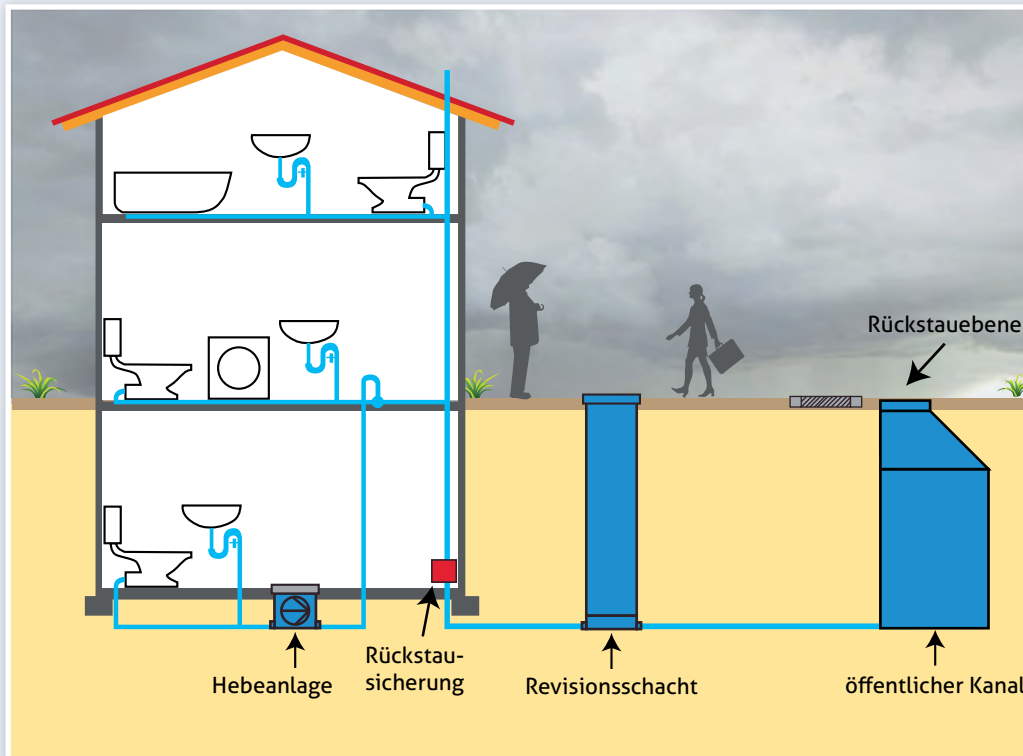 Rückstauebene
Hebeanlage
Rückstau-
sicherung
Revisionsschacht
öffentlicher Kanal